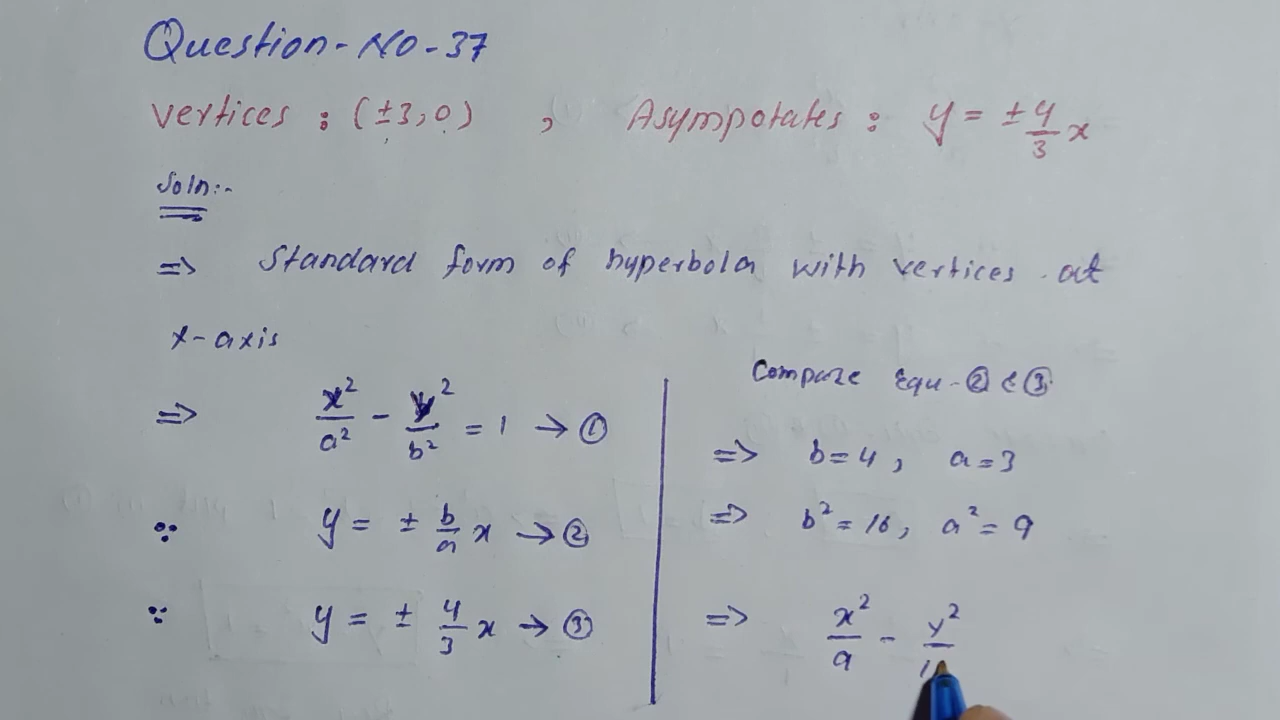 Question-No-37
vertices : (±3,0) , Asympotates : y = ± 4/3 x
Soln:-
=> Standard form of hyperbola with vertices at
x-axis
=> x²/a² - y²/b² = 1 → ①
∵ y = ± b/a x → ②
∵ y = ± 4/3 x → ③
Compare Equ-② & ③
=> b=4, a=3
=> b²=16, a²=9
=> x²/9 - y²/1